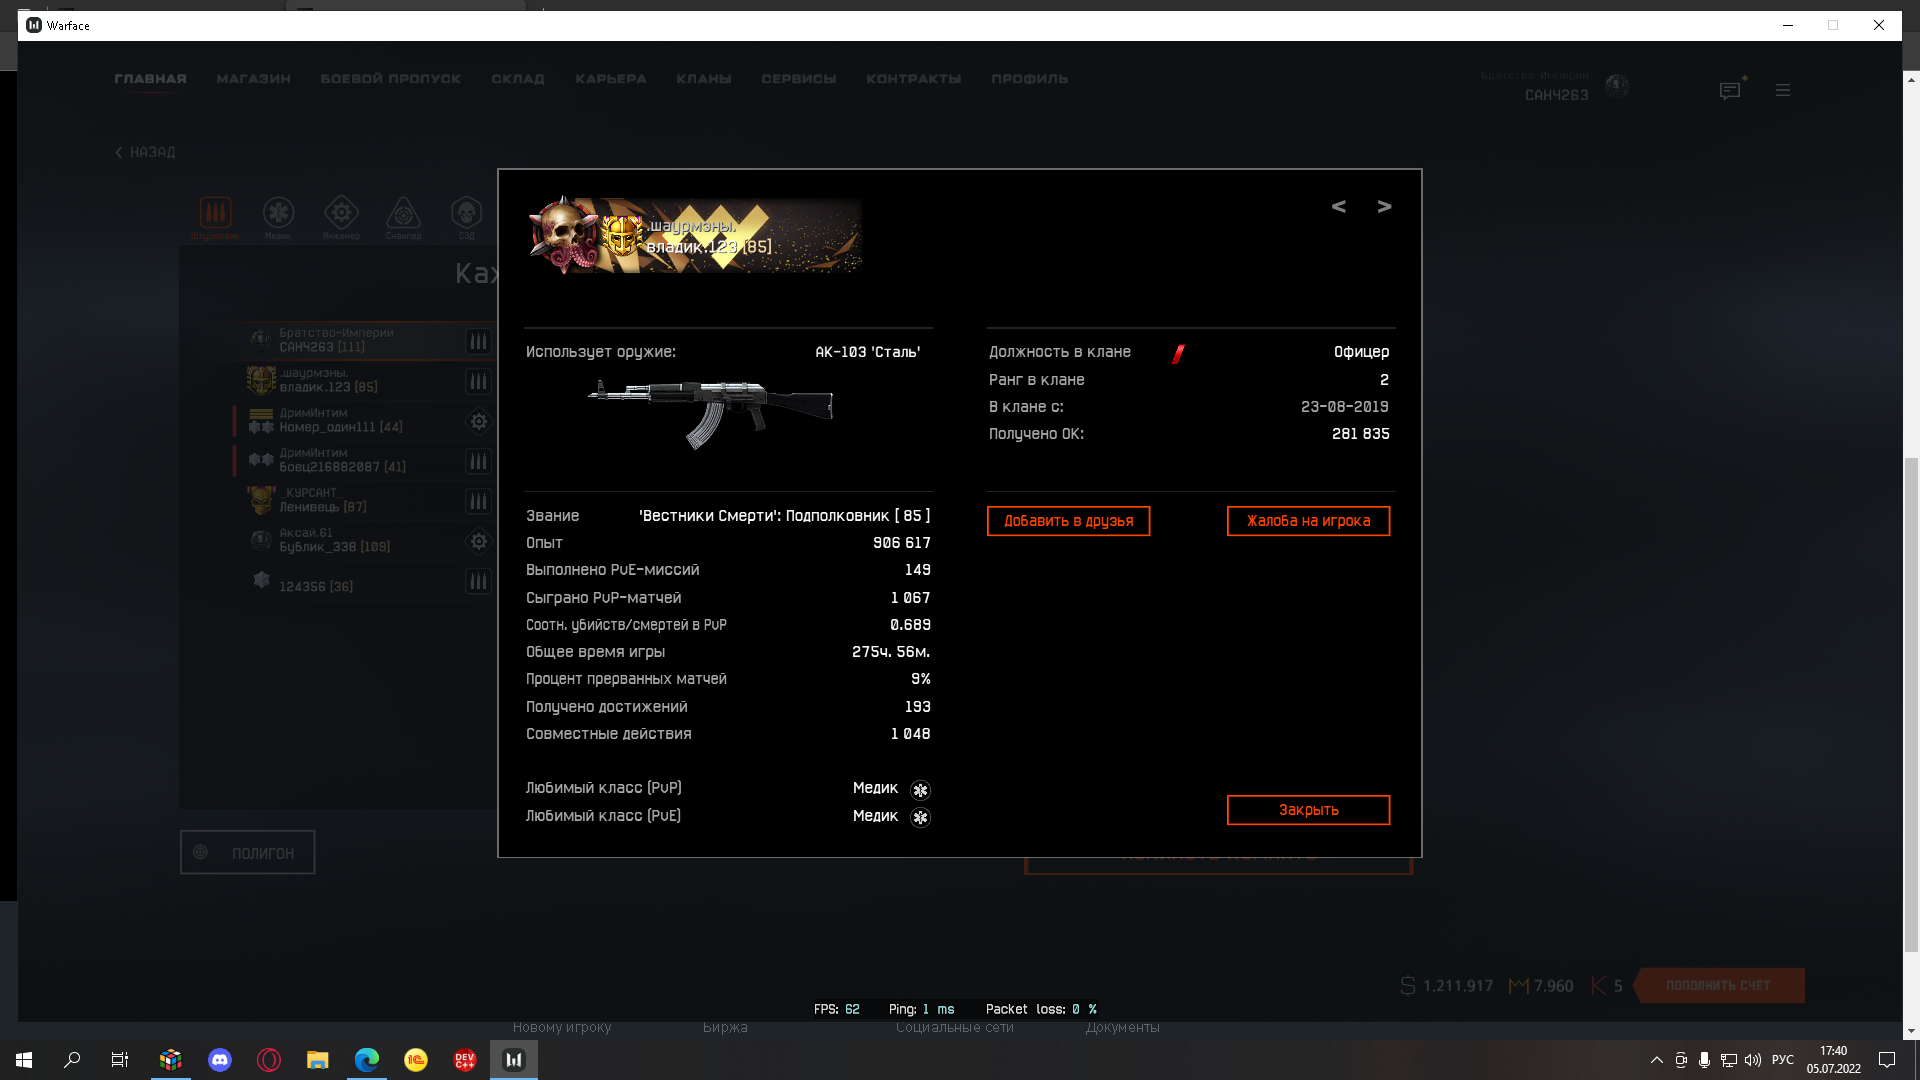 Warface
ГЛАВНАЯ МАГАЗИН БОЕВОЙ ПРОПУСК СКЛАД КАРЬЕРА КЛАНЫ СЕРВИСЫ КОНТРАКТЫ ПРОФИЛЬ
Братство-Империи
САНЧ263
НАЗАД
Штурмовик Медик Инженер Снайпер СЭД
Братство-Империи
САНЧ263 [111]
.шаурмэны.
владик.123 [85]
ДримИнтим
Номер_один111 [44]
ДримИнтим
Боец216882087 [41]
_КУРСАНТ_
Ленивець [87]
Аксай.61
Бублик_338 [109]
124356 [36]
ПОЛИГОН
.шаурмэны.
владик.123 [85]
< >
Использует оружие: АК-103 'Сталь'
Должность в клане Офицер
Ранг в клане 2
В клане с: 23-08-2019
Получено ОК: 281 835
Звание 'Вестники Смерти': Подполковник [ 85 ]
Опыт 906 617
Выполнено PvE-миссий 149
Сыграно PvP-матчей 1 067
Соотн. убийств/смертей в PvP 0.689
Общее время игры 275ч. 56м.
Процент прерванных матчей 9%
Получено достижений 193
Совместные действия 1 048
Любимый класс (PvP) Медик
Любимый класс (PvE) Медик
Добавить в друзья Жалоба на игрока
Закрыть
1.211.917 7.960 5 ПОПОЛНИТЬ СЧЕТ
FPS: 62 Ping: 1 ms Packet loss: 0 %
Новому игроку Биржа Социальные сети Документы
DEV
C++
РУС
17:40
05.07.2022